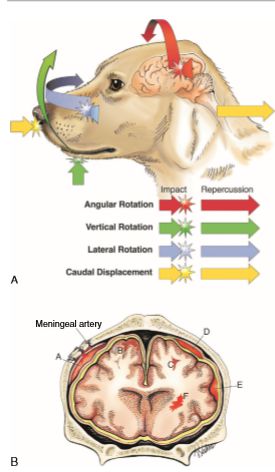 Impact Repercussion
Angular Rotation
Vertical Rotation
Lateral Rotation
Caudal Displacement
A
Meningeal artery
A
B
C
D
E
F
B